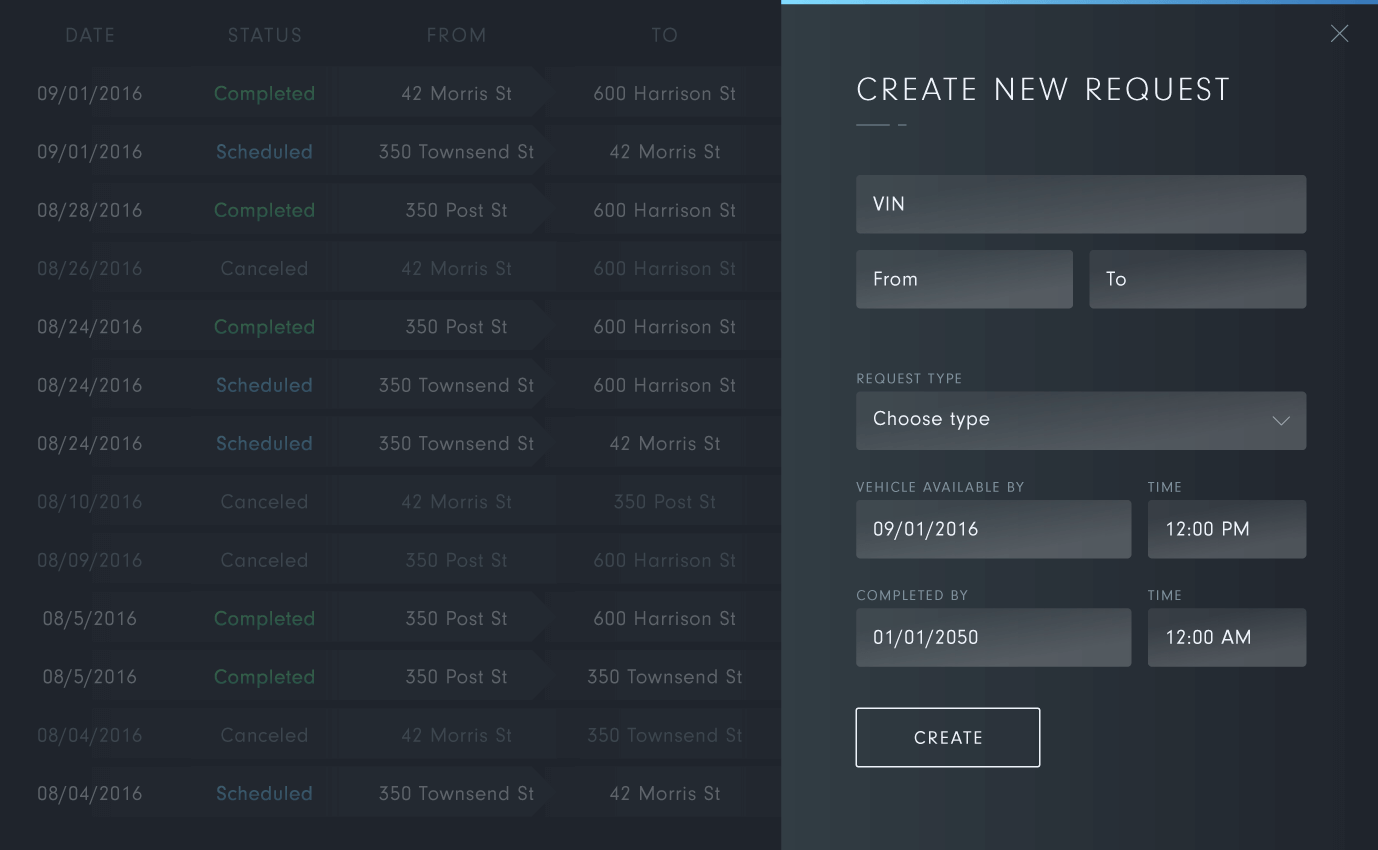 DATE STATUS FROM TO
09/01/2016 Completed 42 Morris St 600 Harrison St
09/01/2016 Scheduled 350 Townsend St 42 Morris St
08/28/2016 Completed 350 Post St 600 Harrison St
08/26/2016 Canceled 42 Morris St 600 Harrison St
08/24/2016 Completed 350 Post St 600 Harrison St
08/24/2016 Scheduled 350 Townsend St 600 Harrison St
08/24/2016 Scheduled 350 Townsend St 42 Morris St
08/10/2016 Canceled 42 Morris St 350 Post St
08/09/2016 Canceled 350 Post St 600 Harrison St
08/5/2016 Completed 350 Post St 600 Harrison St
08/5/2016 Completed 350 Post St 350 Townsend St
08/04/2016 Canceled 42 Morris St 350 Townsend St
08/04/2016 Scheduled 350 Townsend St 42 Morris St
CREATE NEW REQUEST
VIN
From To
REQUEST TYPE
Choose type
VEHICLE AVAILABLE BY TIME
09/01/2016 12:00 PM
COMPLETED BY TIME
01/01/2050 12:00 AM
CREATE